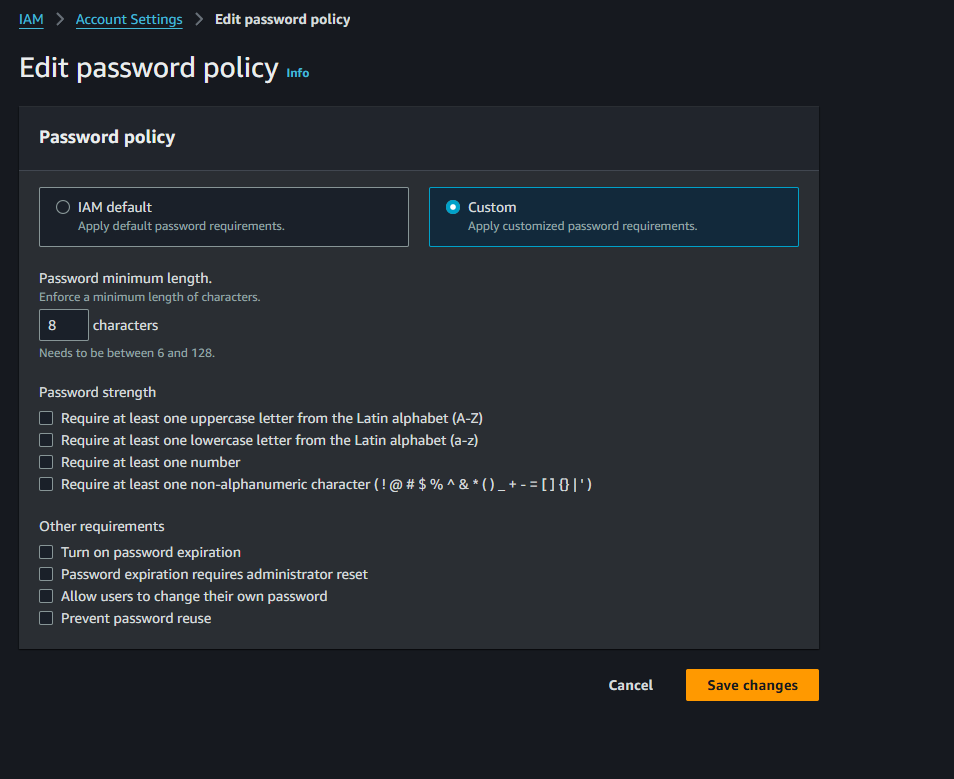 IAM > Account Settings > Edit password policy
Edit password policy Info
Password policy
IAM default
Apply default password requirements.
Custom
Apply customized password requirements.
Password minimum length.
Enforce a minimum length of characters.
8 characters
Needs to be between 6 and 128.
Password strength
Require at least one uppercase letter from the Latin alphabet (A-Z)
Require at least one lowercase letter from the Latin alphabet (a-z)
Require at least one number
Require at least one non-alphanumeric character ( ! @ # $ % ^ & * ( ) _ + - = [ ] {} | ' )
Other requirements
Turn on password expiration
Password expiration requires administrator reset
Allow users to change their own password
Prevent password reuse
Cancel Save changes